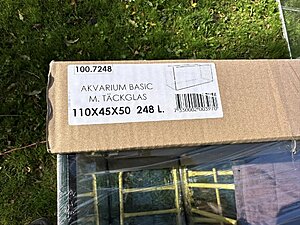 100.7248
AKVARIUM BASIC
M, TÄCKGLAS
110X45X50 248 L.